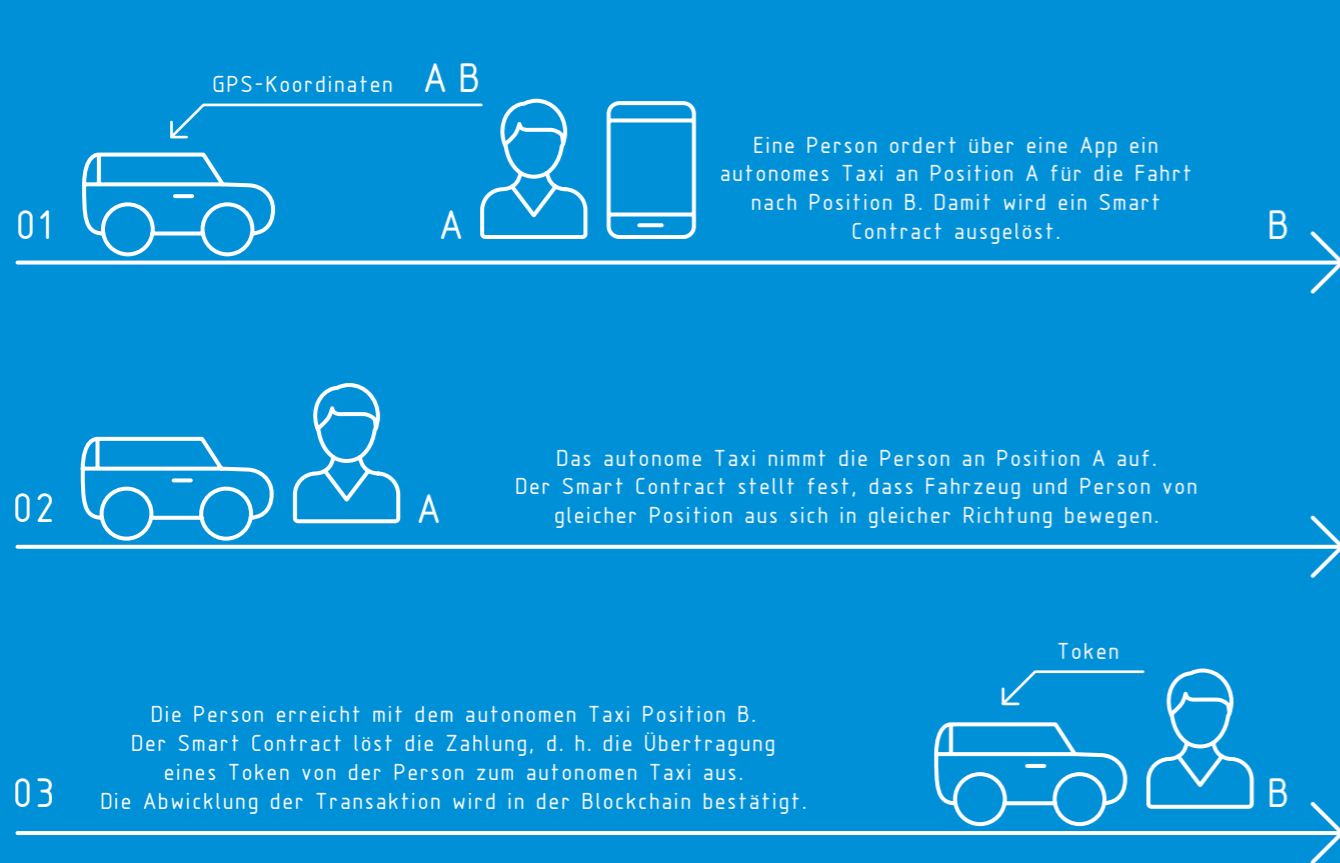 GPS-Koordinaten A B
Eine Person ordert über eine App ein
autonomes Taxi an Position A für die Fahrt
nach Position B. Damit wird ein Smart
Contract ausgelöst.
01 A B
Das autonome Taxi nimmt die Person an Position A auf.
Der Smart Contract stellt fest, dass Fahrzeug und Person von
gleicher Position aus sich in gleicher Richtung bewegen.
02 A
Token
Die Person erreicht mit dem autonomen Taxi Position B.
Der Smart Contract löst die Zahlung, d. h. die Übertragung
eines Token von der Person zum autonomen Taxi aus.
Die Abwicklung der Transaktion wird in der Blockchain bestätigt.
03 B